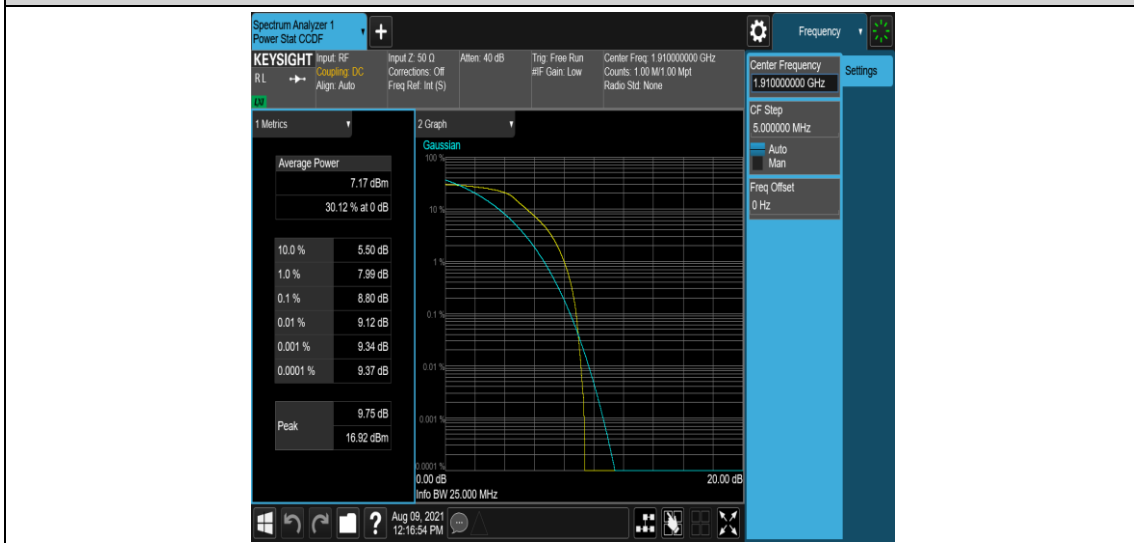 Spectrum Analyzer 1
Power Stat CCDF
Frequency
KEYSIGHT
RL
LXI
Input: RF
Coupling: DC
Align: Auto
Input Z: 50 Ω
Corrections: Off
Freq Ref: Int (S)
Atten: 40 dB
Trig: Free Run
#IF Gain: Low
Center Freq: 1.910000000 GHz
Counts: 1.00 M/1.00 Mpt
Radio Std: None
Center Frequency
1.910000000 GHz
Settings
CF Step
5.000000 MHz
Auto
Man
Freq Offset
0 Hz
1 Metrics
Average Power
7.17 dBm
30.12 % at 0 dB
10.0 % 5.50 dB
1.0 % 7.99 dB
0.1 % 8.80 dB
0.01 % 9.12 dB
0.001 % 9.34 dB
0.0001 % 9.37 dB
Peak
9.75 dB
16.92 dBm
2 Graph
Gaussian
100 %
10 %
1 %
0.1 %
0.01 %
0.001 %
0.0001 %
0.00 dB 20.00 dB
Info BW 25.000 MHz
?
Aug 09, 2021
12:16:54 PM